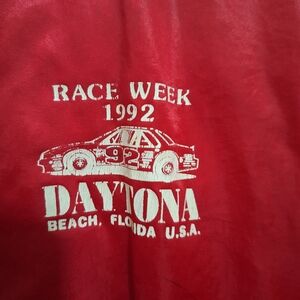 RACE WEEK
1992
92
DAYTONA
BEACH, FLORIDA U.S.A.